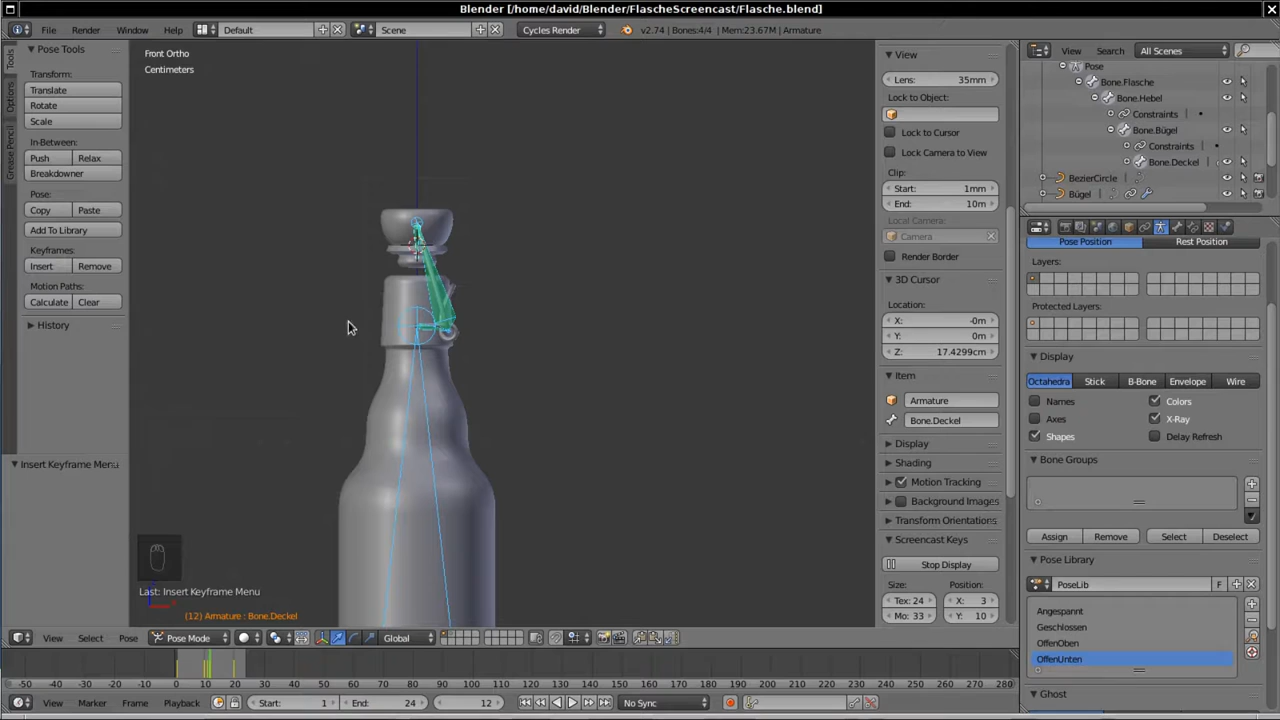 Blender [/home/david/Blender/FlascheScreencast/Flasche.blend]
File Render Window Help Default Scene Cycles Render v2.74 | Bones:4/4 | Mem:23.67M | Armature
Tools
Options
Grease Pencil
Pose Tools
Transform:
Translate
Rotate
Scale
In-Between:
Push Relax
Breakdowner
Pose:
Copy Paste
Add To Library
Keyframes:
Insert Remove
Motion Paths:
Calculate Clear
History
Insert Keyframe Menu
Front Ortho
Centimeters
Last: Insert Keyframe Menu
(12) Armature : Bone.Deckel
View
Lens: 35mm
Lock to Object:
Lock to Cursor
Lock Camera to View
Clip:
Start: 1mm
End: 10m
Local Camera:
Camera
Render Border
3D Cursor
Location:
X: -0m
Y: 0m
Z: 17.4299cm
Item
Armature
Bone.Deckel
Display
Shading
Motion Tracking
Background Images
Transform Orientations
Screencast Keys
Stop Display
Size: Position:
Tex: 24 X: 3
Mo: 33 Y: 10
View Search All Scenes
Pose
Bone.Flasche
Bone.Hebel
Constraints
Bone.Bügel
Constraints
Bone.Deckel
BezierCircle
Bügel
Pose Position Rest Position
Layers:
Protected Layers:
Display
Octahedra Stick B-Bone Envelope Wire
Names Colors
Axes X-Ray
Shapes Delay Refresh
Bone Groups
Assign Remove Select Deselect
Pose Library
PoseLib F
Angespannt
Geschlossen
OffenOben
OffenUnten
Ghost
View Select Pose Pose Mode Global
-50 -40 -30 -20 -10 0 10 20 30 40 50 60 70 80 90 100 110 120 130 140 150 160 170 180 190 200 210 220 230 240 250 260 270 280
View Marker Frame Playback Start: 1 End: 24 12 No Sync